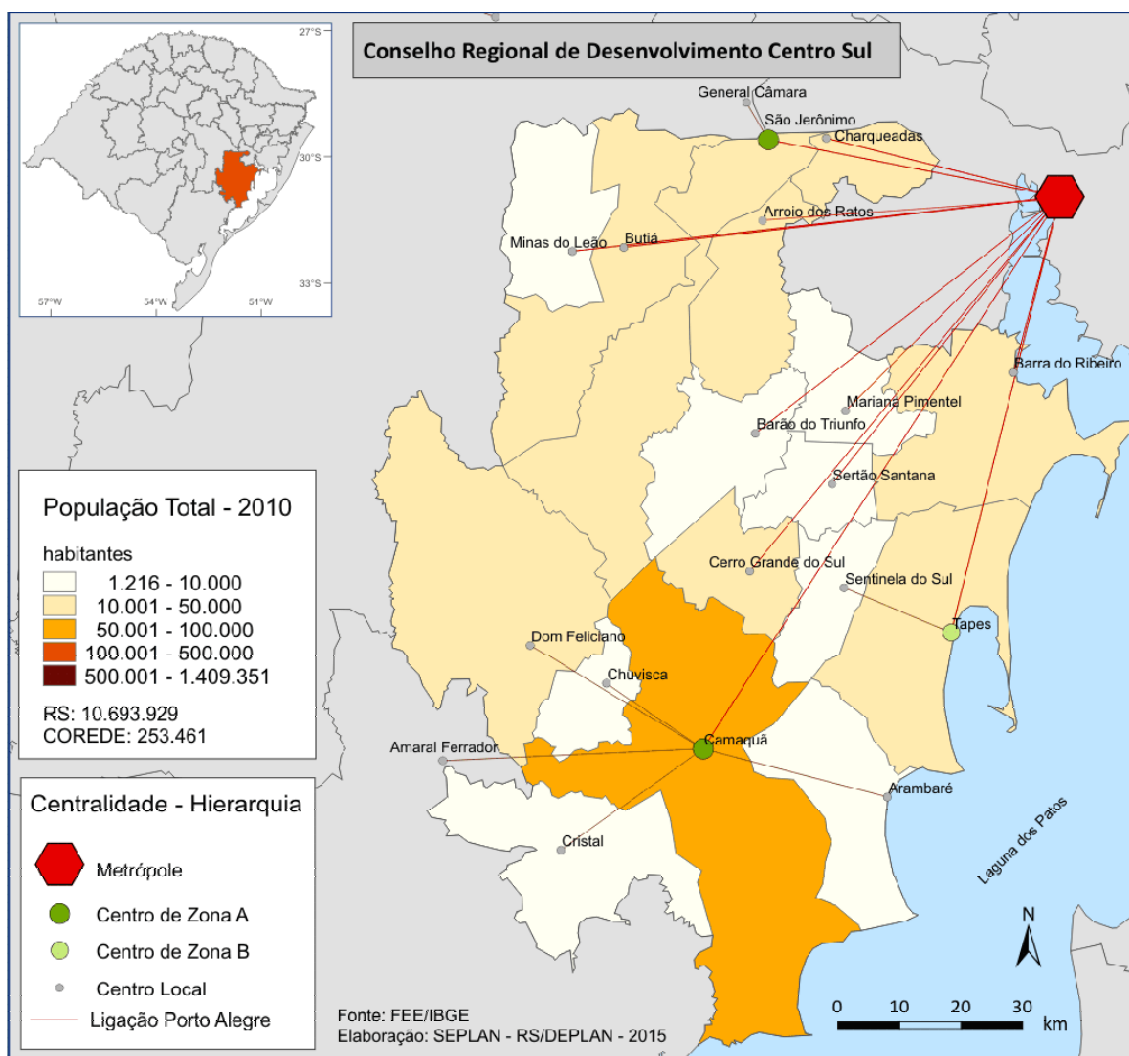 Conselho Regional de Desenvolvimento Centro Sul
27°S
30°S
33°S
57°W
54°W
51°W
General Câmara
São Jerônimo
Charqueadas
Arroio dos Ratos
Minas do Leão
Butiá
Barra do Ribeiro
Mariana Pimentel
Barão do Triunfo
Sertão Santana
Cerro Grande do Sul
Sentinela do Sul
Tapes
Dom Feliciano
Chuvisca
Camaquã
Amaral Ferrador
Arambaré
Cristal
Laguna dos Patos
População Total - 2010
habitantes
1.216 - 10.000
10.001 - 50.000
50.001 - 100.000
100.001 - 500.000
500.001 - 1.409.351
RS: 10.693.929
COREDE: 253.461
Centralidade - Hierarquia
Metrópole
Centro de Zona A
Centro de Zona B
Centro Local
Ligação Porto Alegre
Fonte: FEE/IBGE
Elaboração: SEPLAN - RS/DEPLAN - 2015
N
0 10 20 30
km